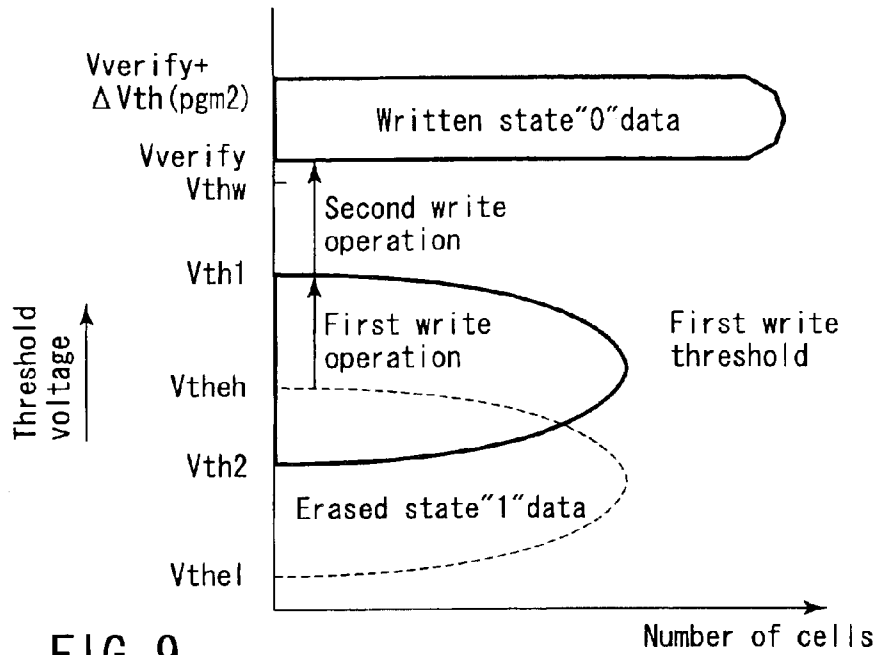 Vverify+
ΔVth(pgm2)
Written state"0"data
Vverify
Vthw
Second write
operation
Vth1
First write
operation
First write
threshold
Threshold
voltage
Vtheh
Vth2
Erased state"1"data
Vthel
Number of cells
FIG. 9